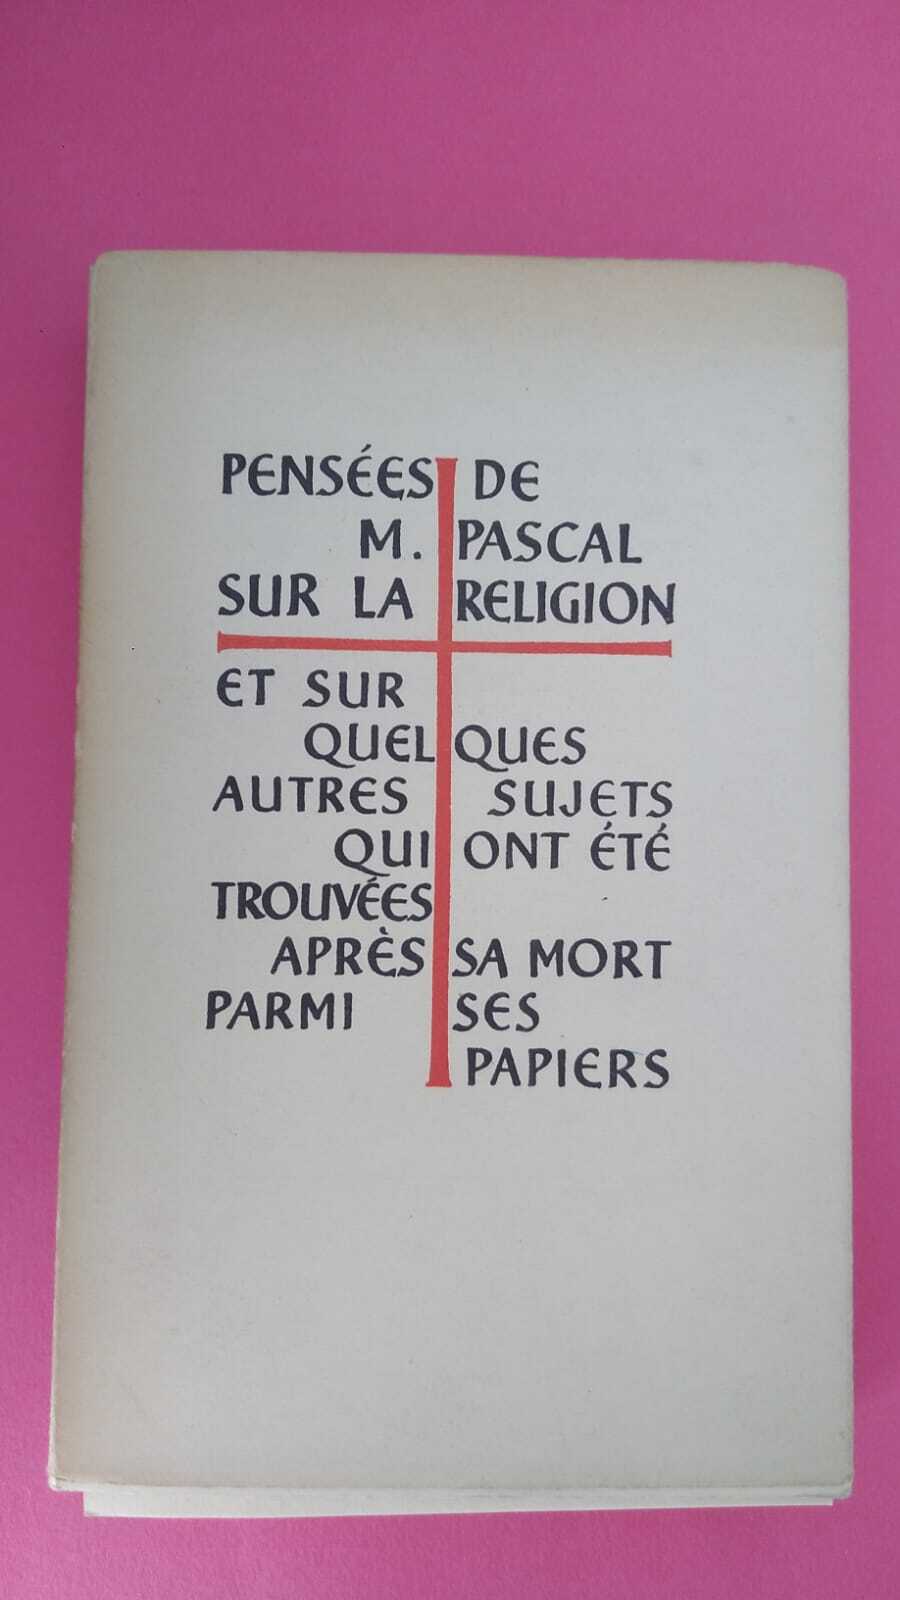 PENSÉES DE
M. PASCAL
SUR LA RELIGION
ET SUR
QUELQUES
AUTRES SUJETS
QUI ONT ÉTÉ
TROUVÉES
APRÈS SA MORT
PARMI SES
PAPIERS